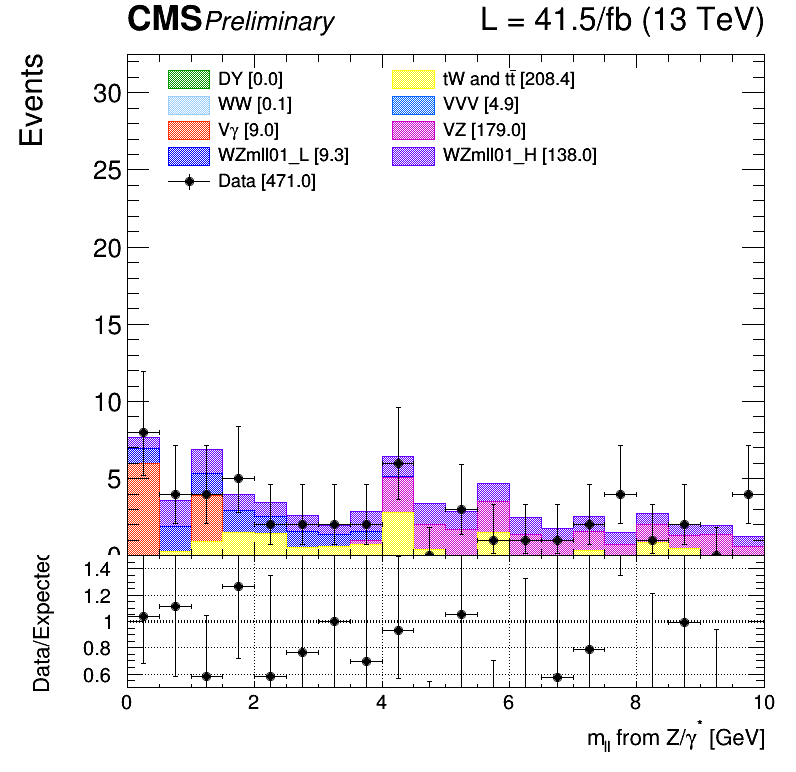 CMS Preliminary L = 41.5/fb (13 TeV)
Events
DY [0.0] tW and tt̄ [208.4]
WW [0.1] VVV [4.9]
Vγ [9.0] VZ [179.0]
WZmll01_L [9.3] WZmll01_H [138.0]
Data [471.0]
30
25
20
15
10
5
0
Data/Expected
1.4
1.2
1
0.8
0.6
0 2 4 6 8 10
m_ll from Z/γ* [GeV]